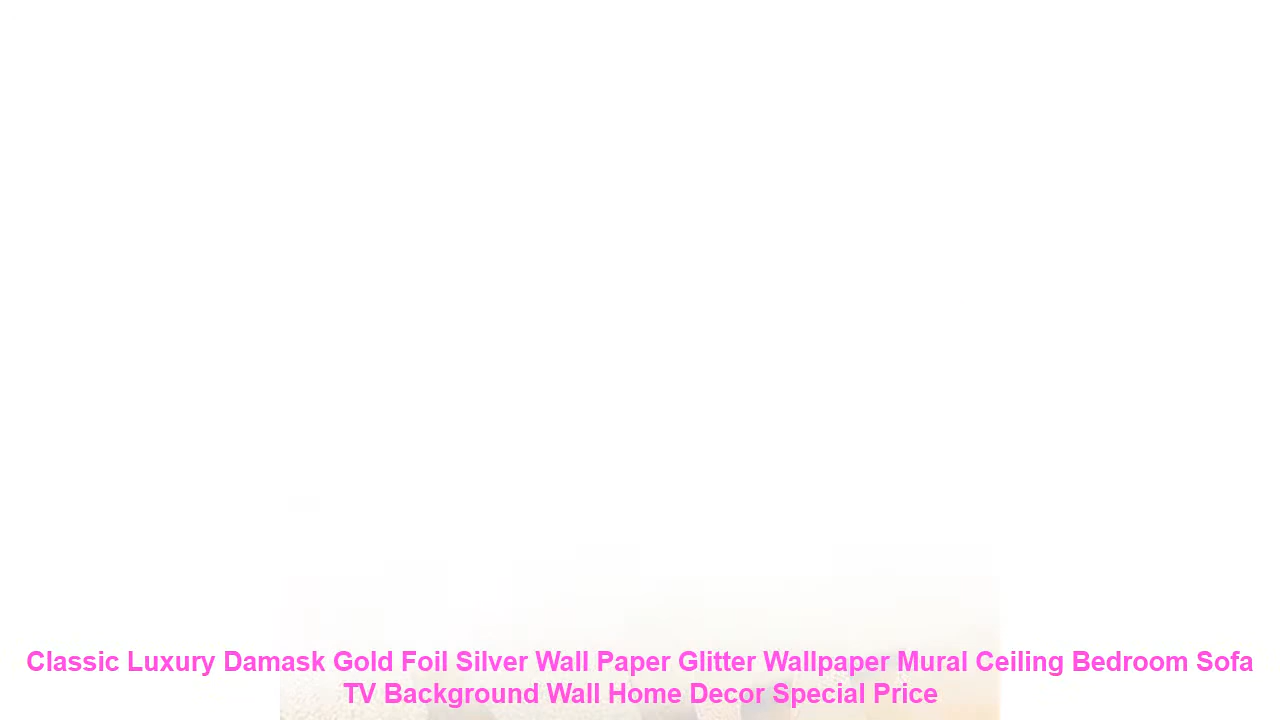 Classic Luxury Damask Gold Foil Silver Wall Paper Glitter Wallpaper Mural Ceiling Bedroom Sofa
TV Background Wall Home Decor Special Price